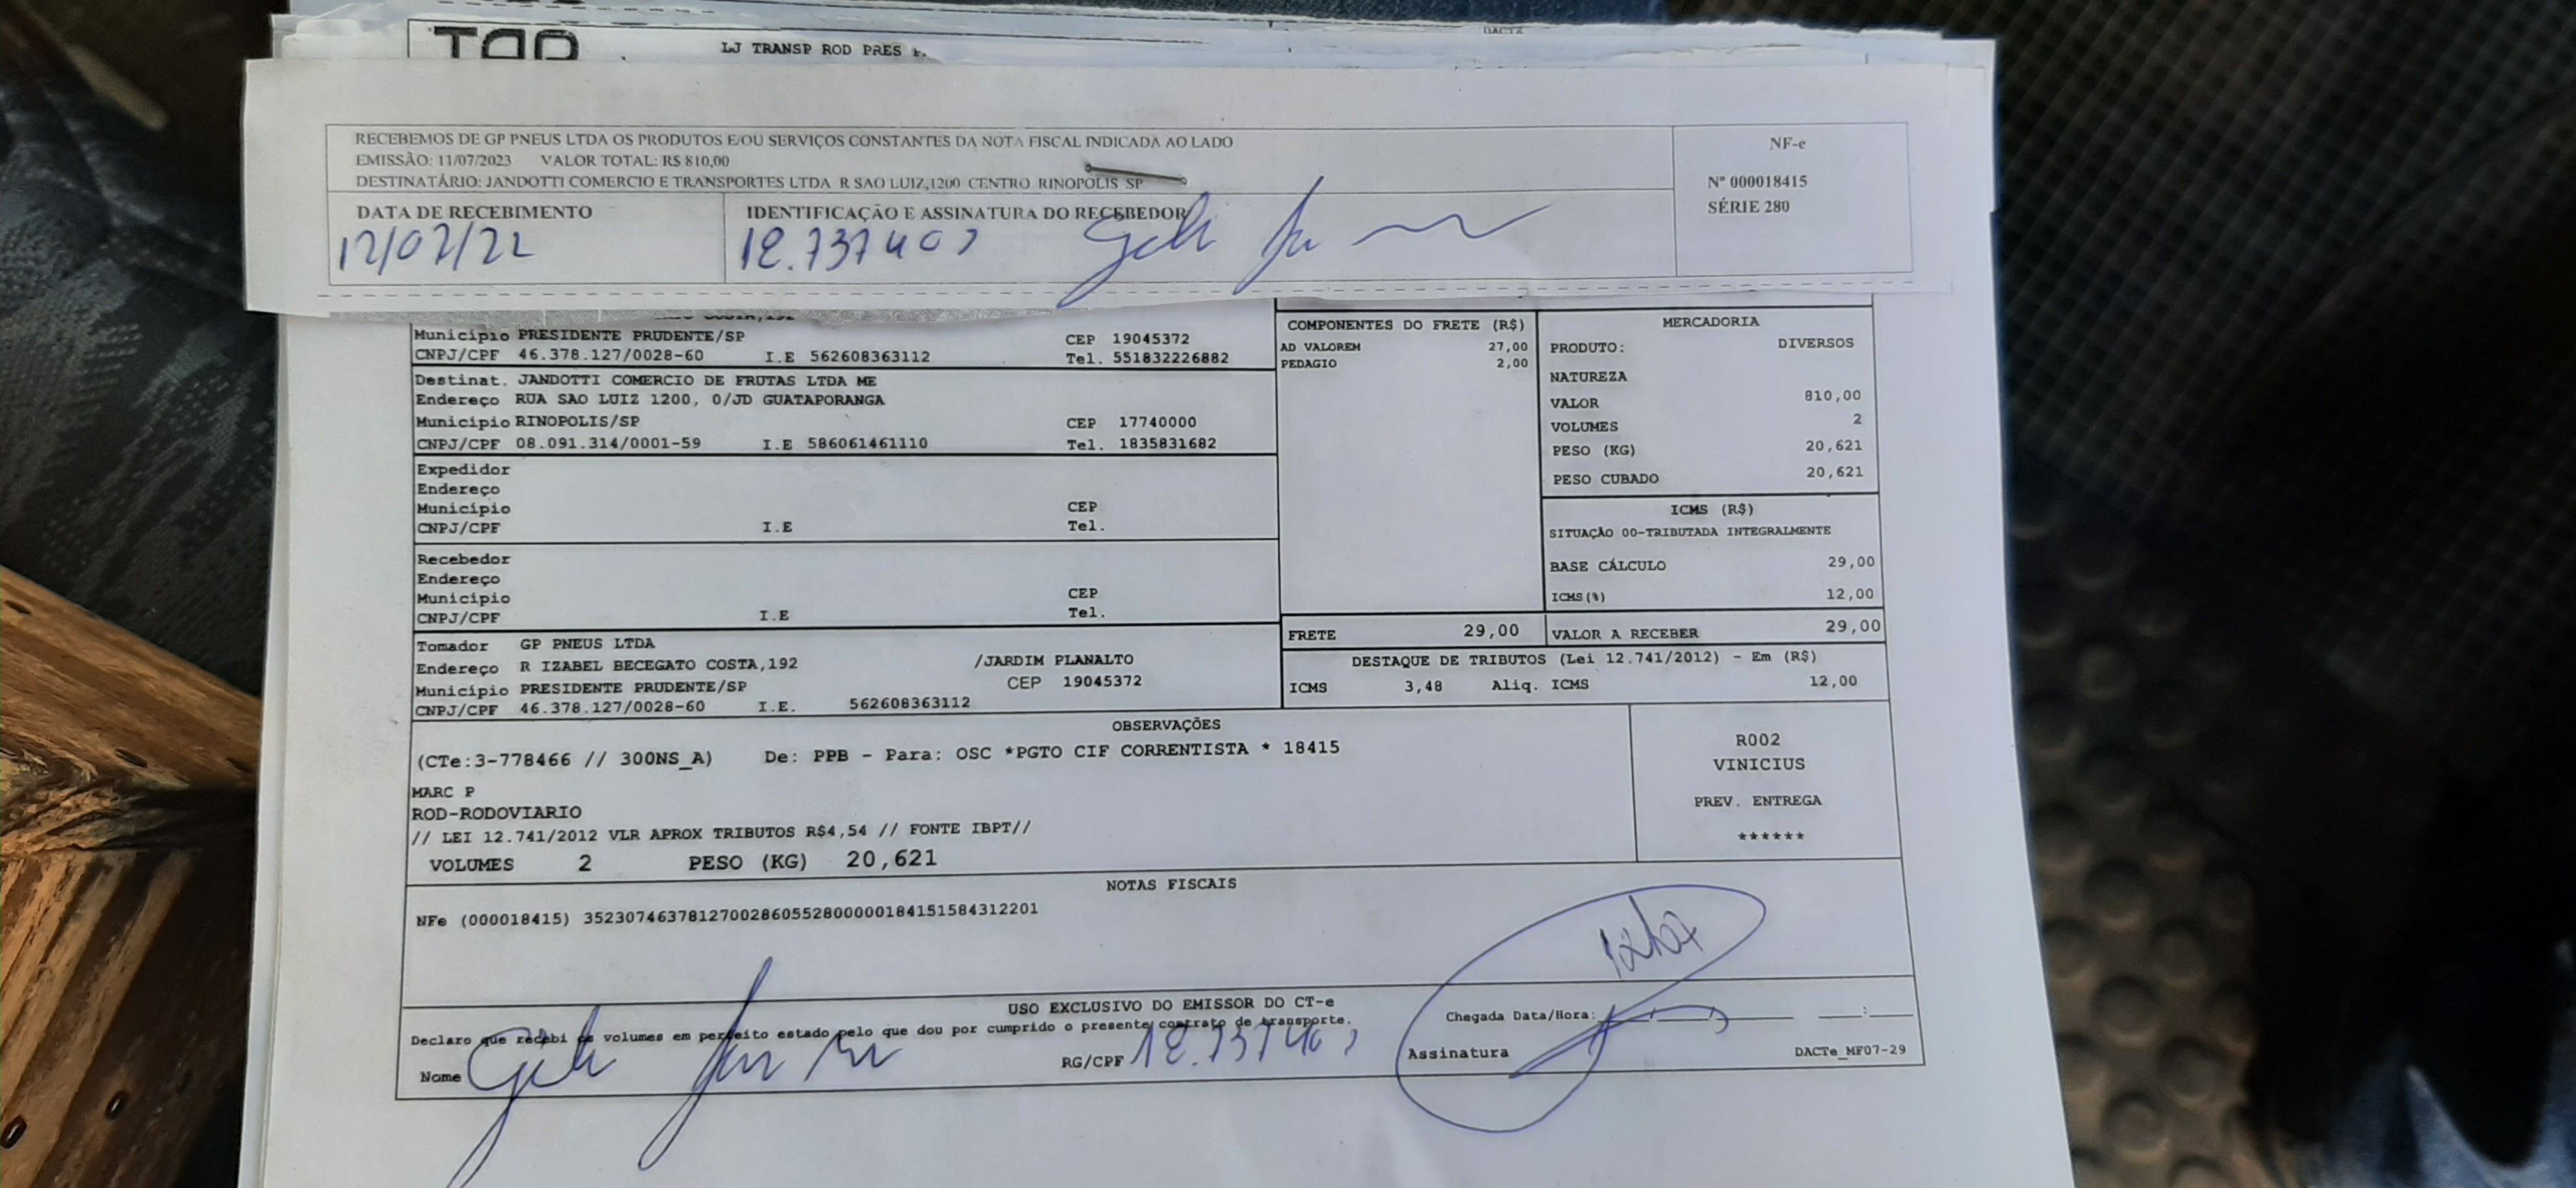 LJ TRANSP ROD PRES
DACTE
RECEBEMOS DE GP PNEUS LTDA OS PRODUTOS E/OU SERVIÇOS CONSTANTES DA NOTA FISCAL INDICADA AO LADO
EMISSÃO: 11/07/2023 VALOR TOTAL: R$ 810,00
DESTINATÁRIO: JANDOTTI COMERCIO E TRANSPORTES LTDA R SAO LUIZ,1200 CENTRO RINOPOLIS SP
NF-e
Nº 000018415
SÉRIE 280
DATA DE RECEBIMENTO
12/07/22
IDENTIFICAÇÃO E ASSINATURA DO RECEBEDOR
Município PRESIDENTE PRUDENTE/SP CEP 19045372
CNPJ/CPF 46.378.127/0028-60 I.E 562608363112 Tel. 551832226882
Destinat. JANDOTTI COMERCIO DE FRUTAS LTDA ME
Endereço RUA SAO LUIZ 1200, 0/JD GUATAPORANGA
Município RINOPOLIS/SP CEP 17740000
CNPJ/CPF 08.091.314/0001-59 I.E 586061461110 Tel. 1835831682
Expedidor
Endereço
Município CEP
CNPJ/CPF I.E Tel.
Recebedor
Endereço
Município CEP
CNPJ/CPF I.E Tel.
Tomador GP PNEUS LTDA
Endereço R IZABEL BECEGATO COSTA,192 /JARDIM PLANALTO
Município PRESIDENTE PRUDENTE/SP CEP 19045372
CNPJ/CPF 46.378.127/0028-60 I.E. 562608363112
COMPONENTES DO FRETE (R$)
AD VALOREM 27,00
PEDAGIO 2,00
MERCADORIA
PRODUTO: DIVERSOS
NATUREZA
VALOR 810,00
VOLUMES 2
PESO (KG) 20,621
PESO CUBADO 20,621
ICMS (R$)
SITUAÇÃO 00-TRIBUTADA INTEGRALMENTE
BASE CÁLCULO 29,00
ICMS(%) 12,00
FRETE 29,00 VALOR A RECEBER 29,00
DESTAQUE DE TRIBUTOS (Lei 12.741/2012) - Em (R$)
ICMS 3,48 Aliq. ICMS 12,00
OBSERVAÇÕES
(CTe:3-778466 // 300NS_A) De: PPB - Para: OSC *PGTO CIF CORRENTISTA * 18415
MARC P
ROD-RODOVIARIO
// LEI 12.741/2012 VLR APROX TRIBUTOS R$4,54 // FONTE IBPT//
VOLUMES 2 PESO (KG) 20,621
R002
VINICIUS
PREV. ENTREGA
******
NOTAS FISCAIS
NFe (000018415) 35230746378127002860552800000184151584312201
12/07
USO EXCLUSIVO DO EMISSOR DO CT-e
Declaro que recebi os volumes em perfeito estado pelo que dou por cumprido o presente contrato de transporte.
Chegada Data/Hora:
Nome RG/CPF Assinatura
DACTe_MF07-29